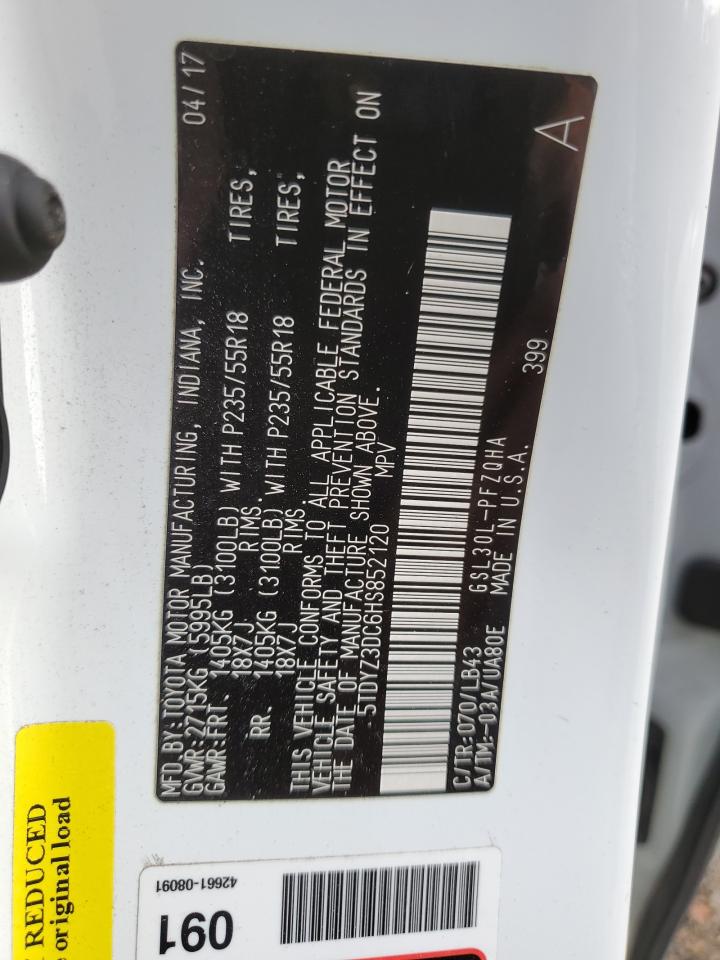 MFD.BY:TOYOTA MOTOR MANUFACTURING, INDIANA, INC. 04/17
GVWR:2715KG (5995LB)
GAWR:FRT. 1405KG (3100LB) WITH P235/55R18 TIRES,
18X7J RIMS.
RR. 1405KG (3100LB) WITH P235/55R18 TIRES,
18X7J RIMS.
THIS VEHICLE CONFORMS TO ALL APPLICABLE FEDERAL MOTOR
VEHICLE SAFETY AND THEFT PREVENTION STANDARDS IN EFFECT ON
THE DATE OF MANUFACTURE SHOWN ABOVE.
5TDYZ3DC6HS852120 MPV
C/TR:070/LB43 GSL30L-PFZQHA 399 A
A/TM:-03A/UA80E MADE IN U.S.A.
REDUCED
original load
42661-08091
091